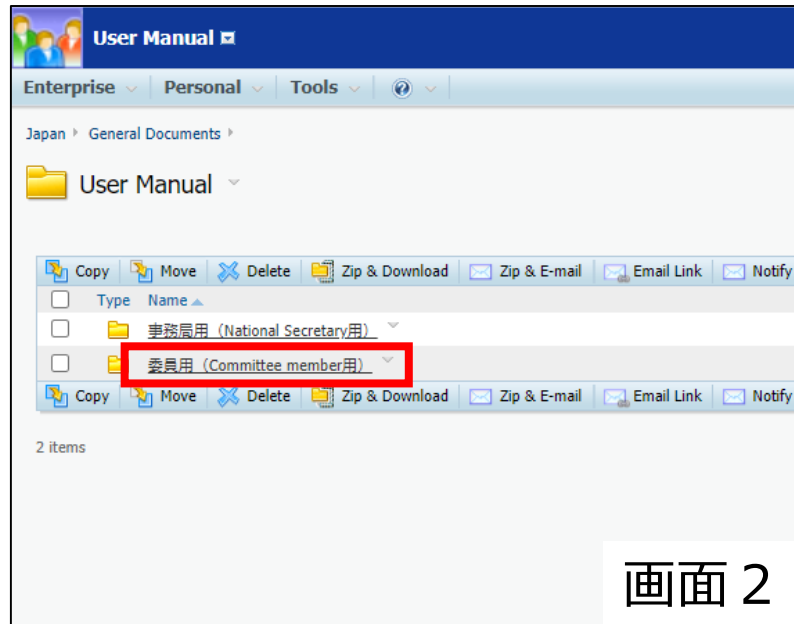 User Manual
Enterprise Personal Tools
Japan General Documents
User Manual
Copy Move Delete Zip & Download Zip & E-mail Email Link Notify
Type Name
事務局用（National Secretary用）
委員用（Committee member用）
Copy Move Delete Zip & Download Zip & E-mail Email Link Notify
2 items
画面２